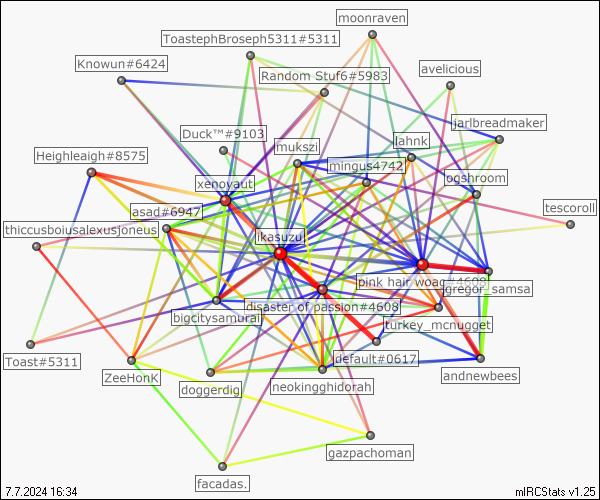 moonraven
ToastephBroseph5311#5311
Knowun#6424
Random Stuf6#5983
avelicious
Duck™#9103
jarlbreadmaker
mukszi
lahnk
Heighleaigh#8575
mingus4742
xenovaut
ogshroom
asad#6947
tescoroll
thiccusboiusalexusjoneus
ikasuzu
pink hair woag#4608
gregor_samsa
disaster of passion#4608
bigcitysamurai
turkey_mcnugget
Toast#5311
default#0617
ZeeHonK
doggerdig
neokingghidorah
andnewbees
gazpachoman
facadas.
7.7.2024 16:34
mIRCStats v1.25